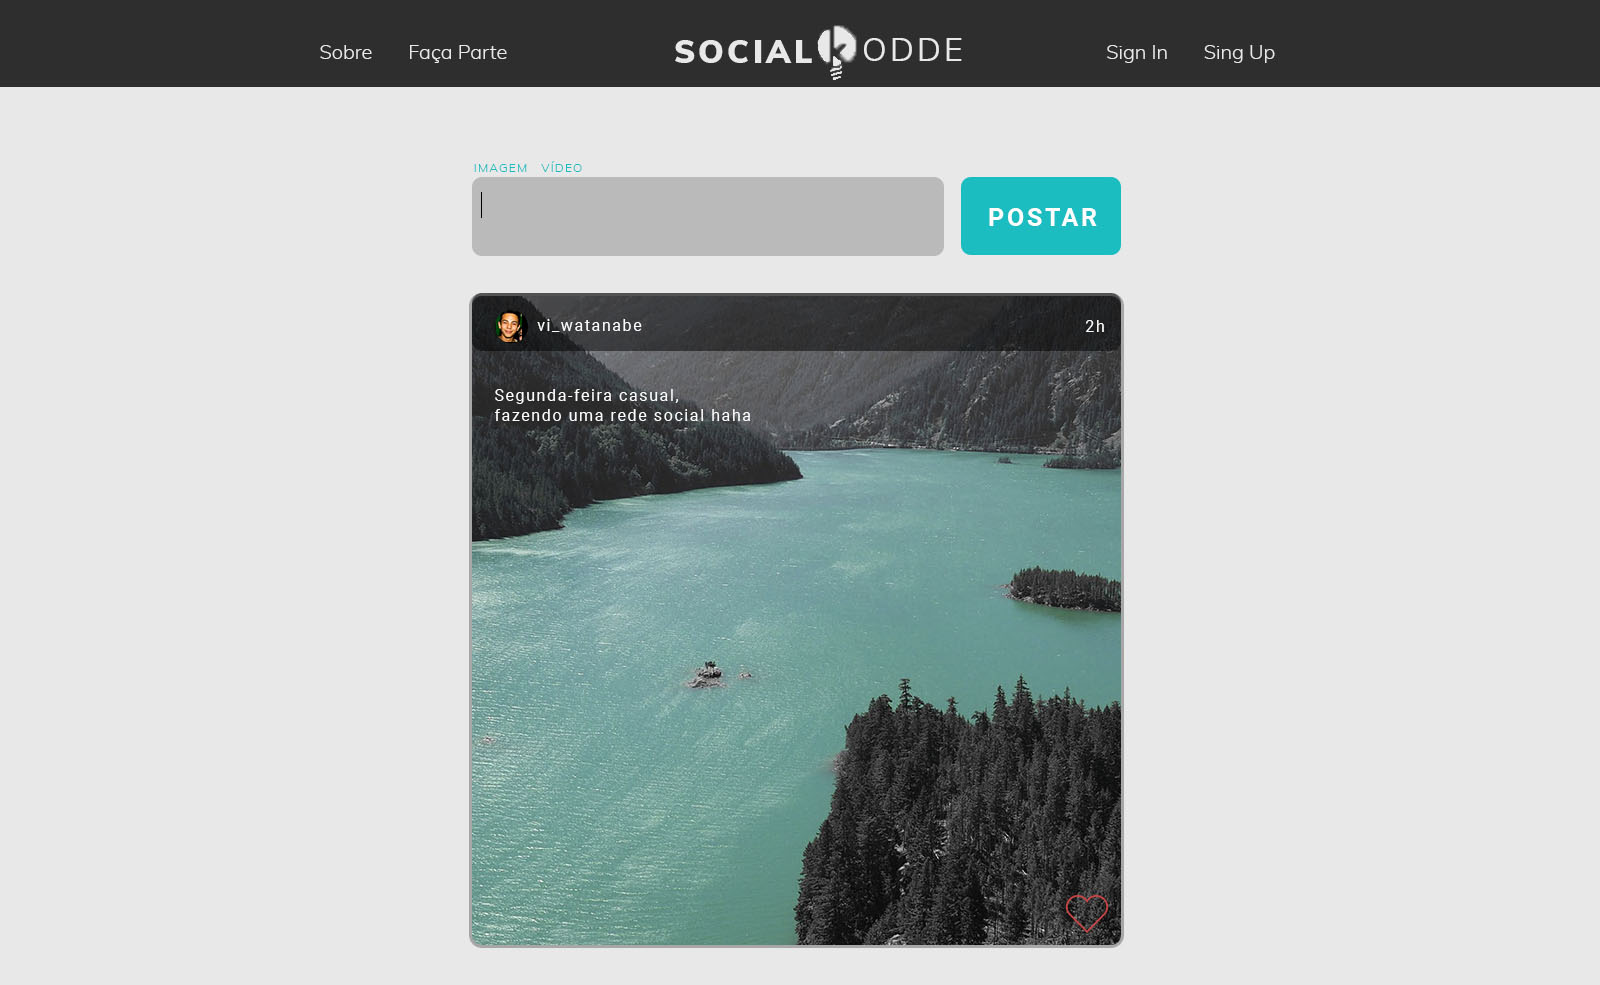 Sobre Faça Parte SOCIAL KODDE Sign In Sing Up
IMAGEM VÍDEO
POSTAR
vi_watanabe 2h
Segunda-feira casual,
fazendo uma rede social haha